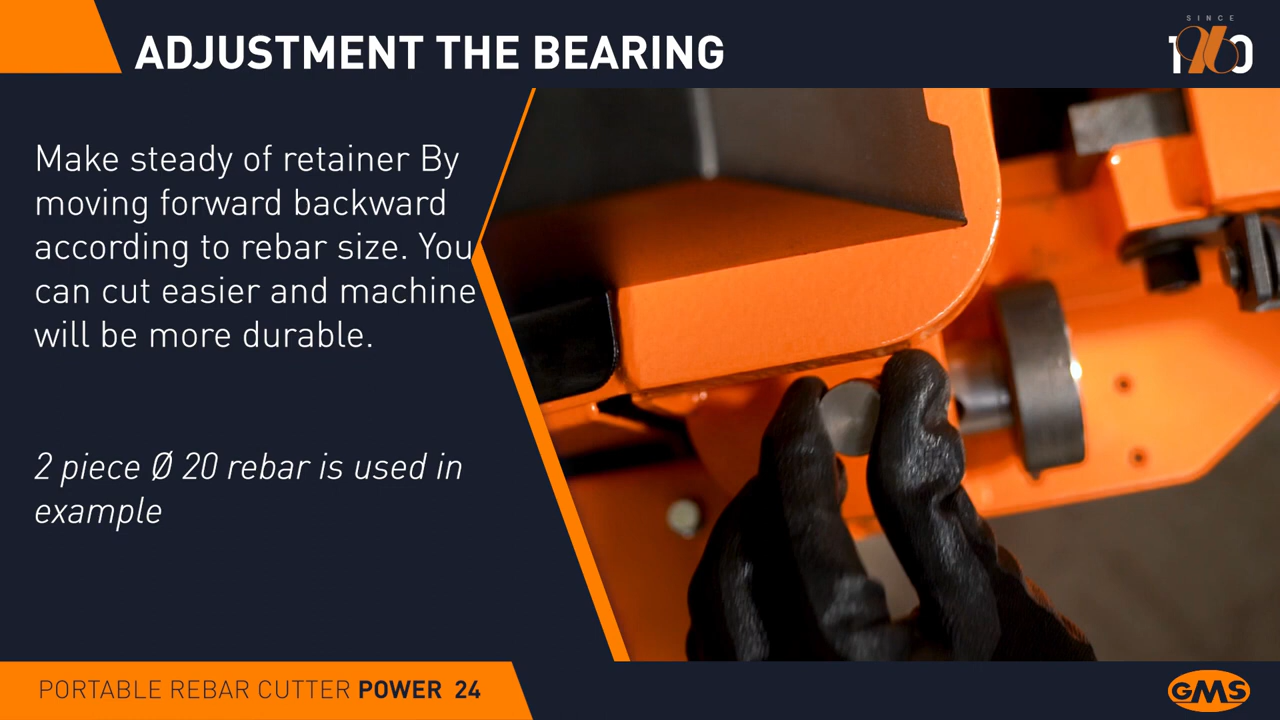 ADJUSTMENT THE BEARING
SINCE
1960
Make steady of retainer By
moving forward backward
according to rebar size. You
can cut easier and machine
will be more durable.
2 piece Ø 20 rebar is used in
example
PORTABLE REBAR CUTTER POWER 24
GMS